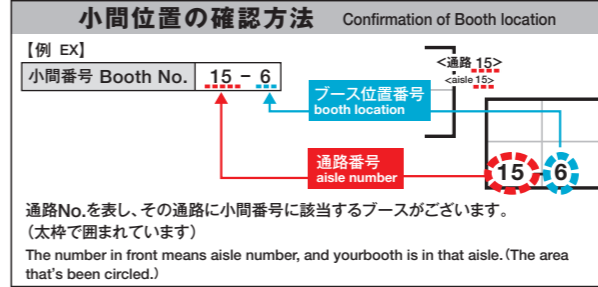 小間位置の確認方法 Confirmation of Booth location
【例 EX】
小間番号 Booth No. 15 - 6
<通路 15>
<aisle 15>
ブース位置番号
booth location
通路番号
aisle number
15 6
通路No.を表し、その通路に小間番号に該当するブースがございます。
（太枠で囲まれています）
The number in front means aisle number, and yourbooth is in that aisle.（The area
that's been circled.）